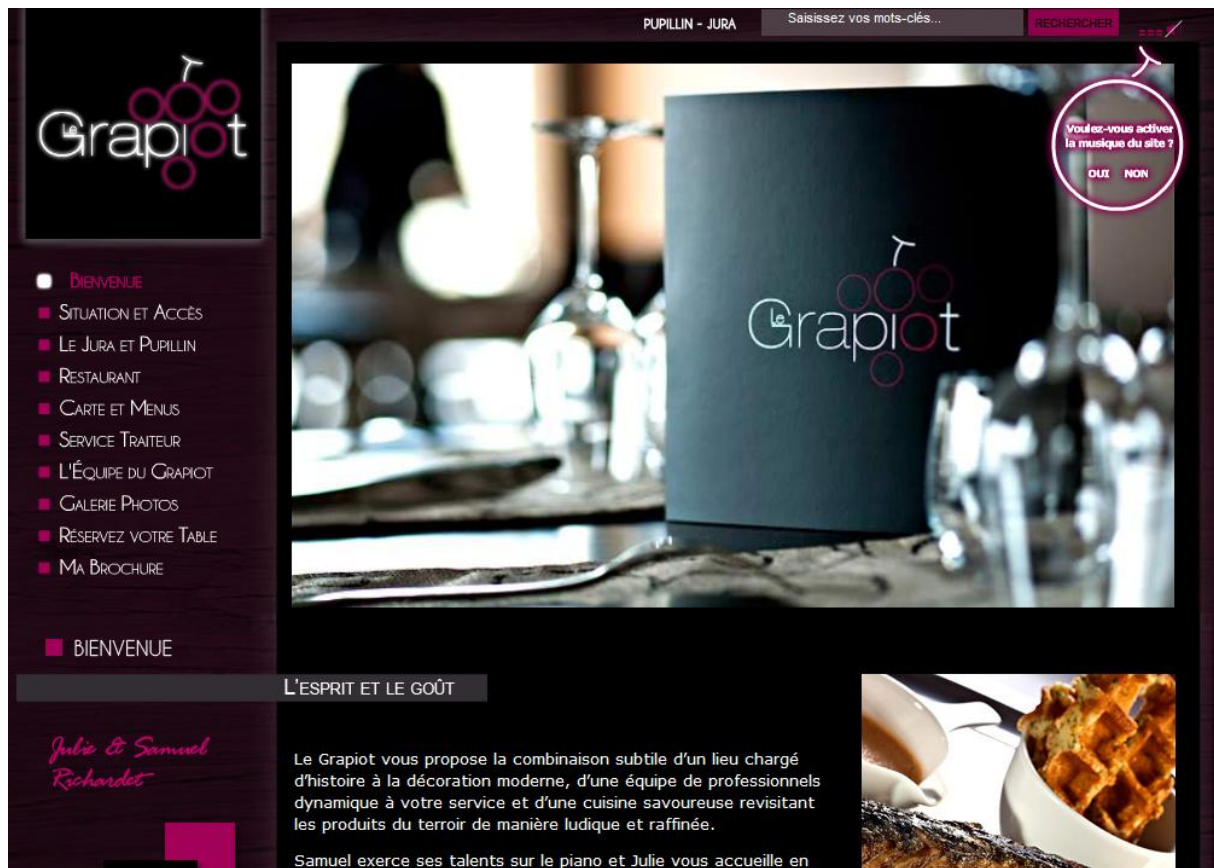 PUPILLIN - JURA
Saisissez vos mots-clés...
RECHERCHER
Le Grapiot
Voulez-vous activer
la musique du site ?
OUI NON
Le Grapiot
Bienvenue
Situation et Accès
Le Jura et Pupillin
Restaurant
Carte et Menus
Service Traiteur
L'Équipe du Grapiot
Galerie Photos
Réservez votre Table
Ma Brochure
BIENVENUE
L'esprit et le goût
Julie & Samuel
Richardet
Le Grapiot vous propose la combinaison subtile d’un lieu chargé
d’histoire à la décoration moderne, d’une équipe de professionnels
dynamique à votre service et d’une cuisine savoureuse revisitant
les produits du terroir de manière ludique et raffinée.
Samuel exerce ses talents sur le piano et Julie vous accueille en